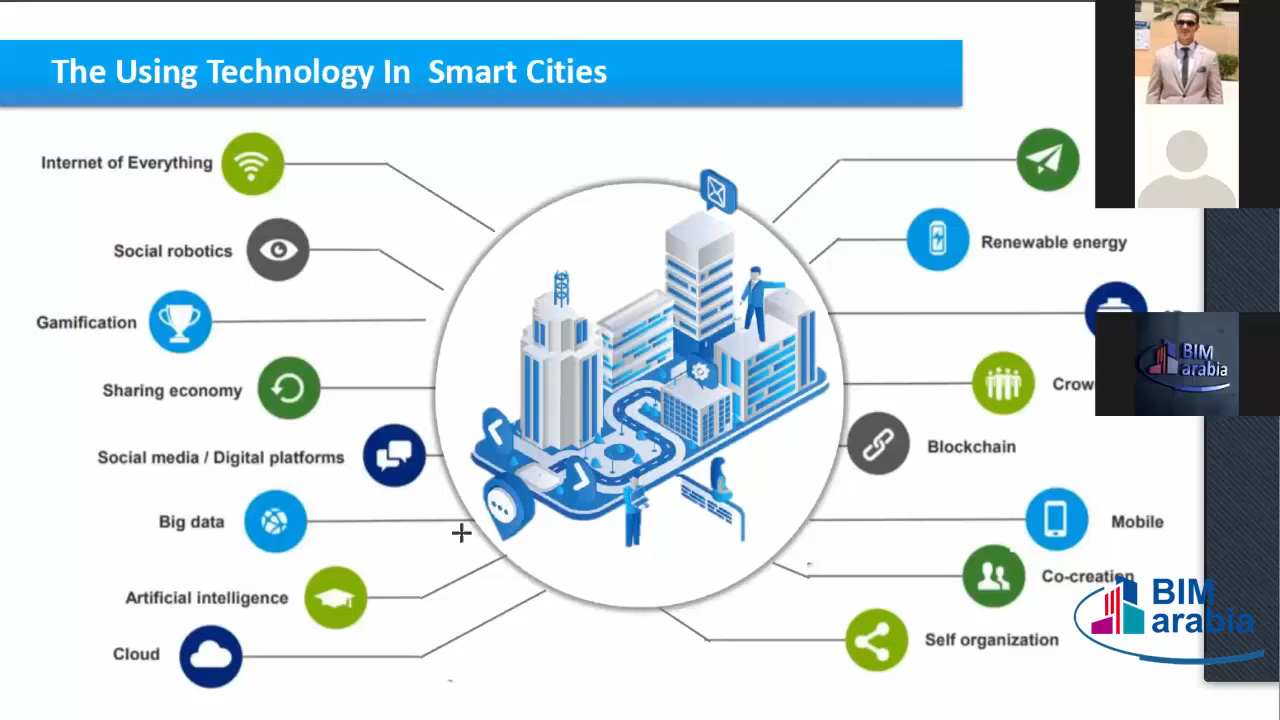 The Using Technology In Smart Cities
Internet of Everything
Social robotics
Gamification
Sharing economy
Social media / Digital platforms
Big data
Artificial intelligence
Cloud
Renewable energy
Crow
Blockchain
Mobile
Co-creation
Self organization
BIM
arabia
BIM
arabia